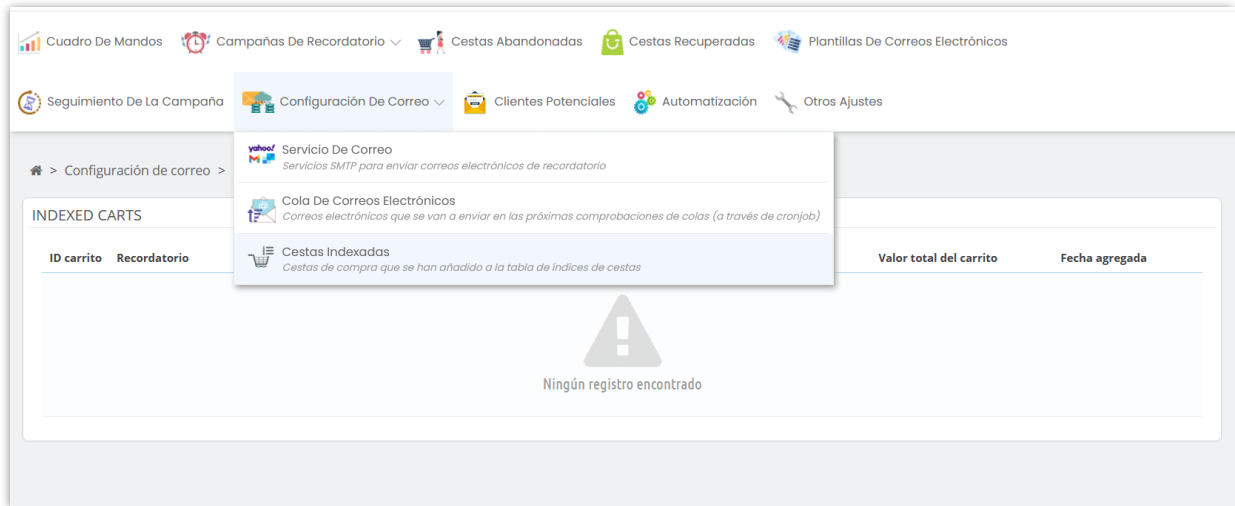 Cuadro De Mandos Campañas De Recordatorio Cestas Abandonadas Cestas Recuperadas Plantillas De Correos Electrónicos
Seguimiento De La Campaña Configuración De Correo Clientes Potenciales Automatización Otros Ajustes
yahoo! Servicio De Correo
Servicios SMTP para enviar correos electrónicos de recordatorio
> Configuración de correo >
Cola De Correos Electrónicos
Correos electrónicos que se van a enviar en las próximas comprobaciones de colas (a través de cronjob)
INDEXED CARTS
Cestas Indexadas
Cestas de compra que se han añadido a la tabla de índices de cestas
ID carrito Recordatorio Valor total del carrito Fecha agregada
Ningún registro encontrado